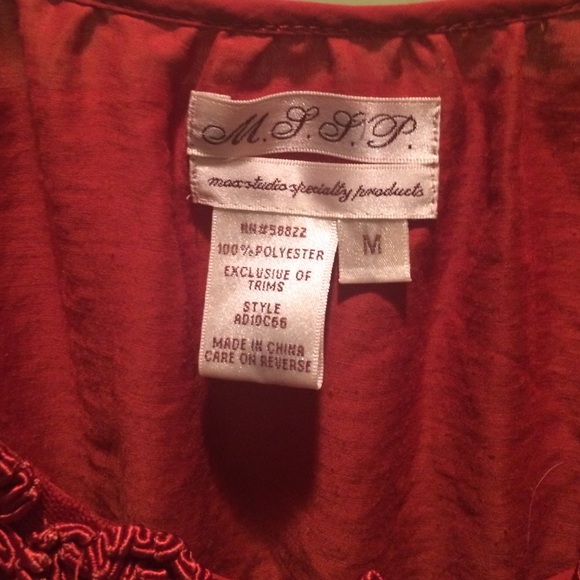 M.S.S.P.
max studio specialty products
RN#58822
100% POLYESTER
EXCLUSIVE OF
TRIMS
STYLE
AD10C66
MADE IN CHINA
CARE ON REVERSE
M